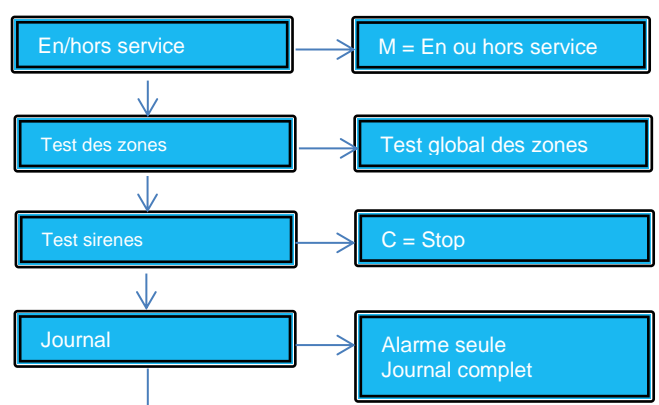 En/hors service
M = En ou hors service
Test des zones
Test global des zones
Test sirenes
C = Stop
Journal
Alarme seule
Journal complet